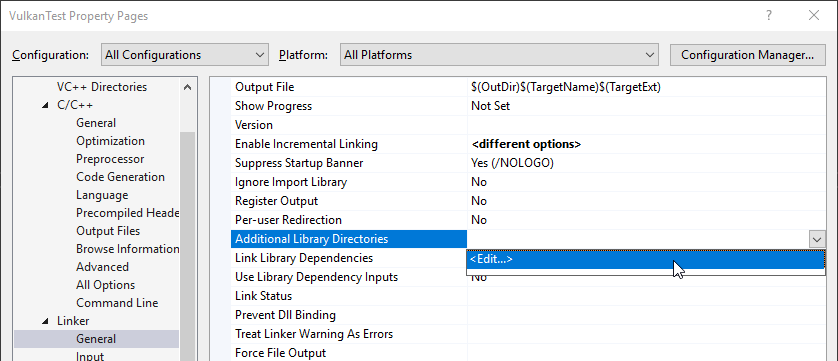 VulkanTest Property Pages
Configuration: All Configurations Platform: All Platforms Configuration Manager...
VC++ Directories
C/C++
General
Optimization
Preprocessor
Code Generation
Language
Precompiled Heade
Output Files
Browse Information
Advanced
All Options
Command Line
Linker
General
Input
Output File $(OutDir)$(TargetName)$(TargetExt)
Show Progress Not Set
Version
Enable Incremental Linking <different options>
Suppress Startup Banner Yes (/NOLOGO)
Ignore Import Library No
Register Output No
Per-user Redirection No
Additional Library Directories
<Edit...>
Link Library Dependencies
Use Library Dependency Inputs No
Link Status
Prevent Dll Binding
Treat Linker Warning As Errors
Force File Output